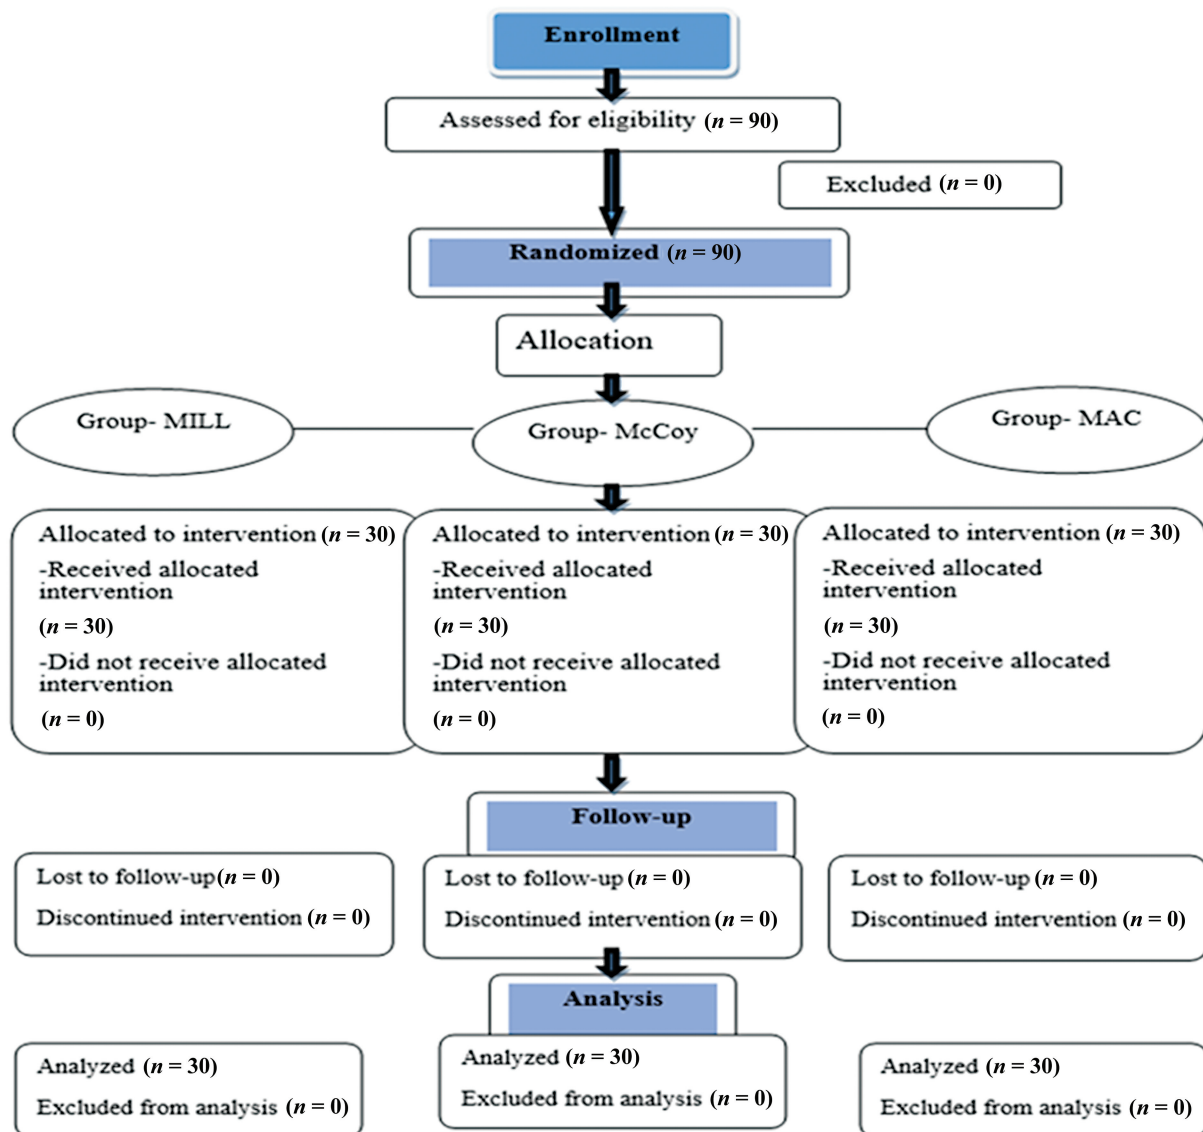 Enrollment
Assessed for eligibility (n = 90)
Excluded (n = 0)
Randomized (n = 90)
Allocation
Group- MILL
Group- McCoy
Group- MAC
Allocated to intervention (n = 30)
-Received allocated
intervention
(n = 30)
-Did not receive allocated
intervention
(n = 0)
Allocated to intervention (n = 30)
-Received allocated
intervention
(n = 30)
-Did not receive allocated
intervention
(n = 0)
Allocated to intervention (n = 30)
-Received allocated
intervention
(n = 30)
-Did not receive allocated
intervention
(n = 0)
Follow-up
Lost to follow-up(n = 0)
Discontinued intervention (n = 0)
Lost to follow-up (n = 0)
Discontinued intervention (n = 0)
Lost to follow-up (n = 0)
Discontinued intervention (n = 0)
Analysis
Analyzed (n = 30)
Excluded from analysis (n = 0)
Analyzed (n = 30)
Excluded from analysis (n = 0)
Analyzed (n = 30)
Excluded from analysis (n = 0)